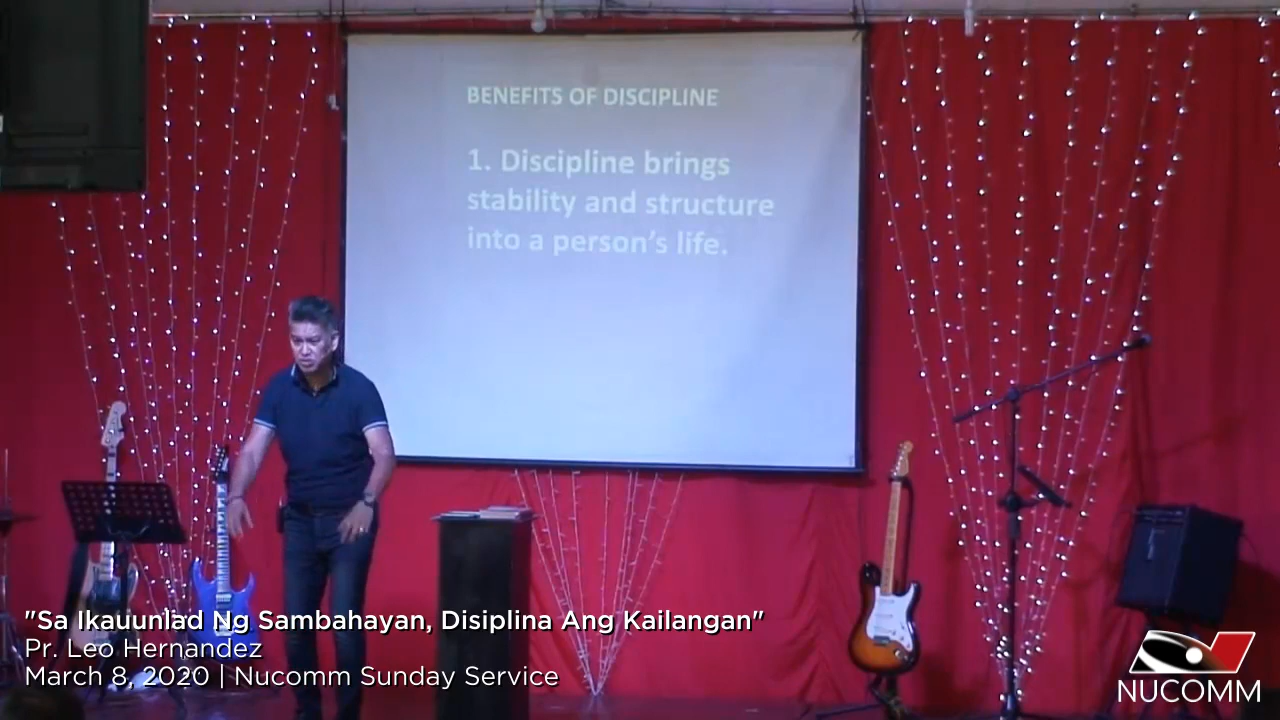 BENEFITS OF DISCIPLINE
1. Discipline brings
stability and structure
into a person's life.
"Sa Ikauunlad Ng Sambahayan, Disiplina Ang Kailangan"
Pr. Leo Hernandez
March 8, 2020 | Nucomm Sunday Service
NUCOMM